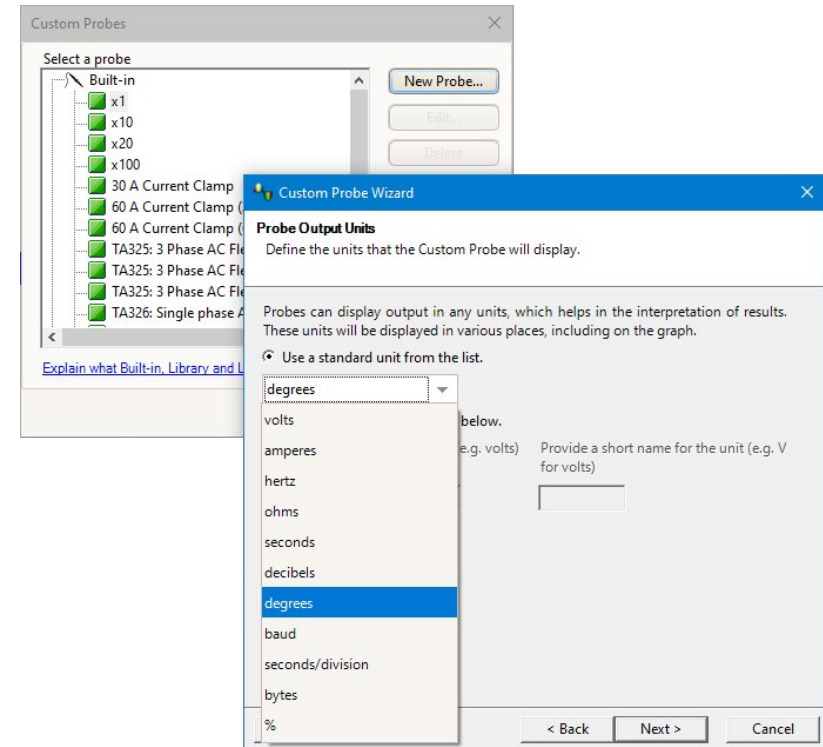 Custom Probes
Select a probe
Built-in
x1
x10
x20
x100
30 A Current Clamp
60 A Current Clamp (
60 A Current Clamp (
TA325: 3 Phase AC Fle
TA325: 3 Phase AC Fle
TA325: 3 Phase AC Fle
TA326: Single phase A
Explain what Built-in, Library and L
New Probe...
Edit...
Delete
Custom Probe Wizard
Probe Output Units
Define the units that the Custom Probe will display.
Probes can display output in any units, which helps in the interpretation of results.
These units will be displayed in various places, including on the graph.
Use a standard unit from the list.
degrees
volts
amperes
hertz
ohms
seconds
decibels
degrees
baud
seconds/division
bytes
%
below.
e.g. volts)
Provide a short name for the unit (e.g. V
for volts)
< Back
Next >
Cancel